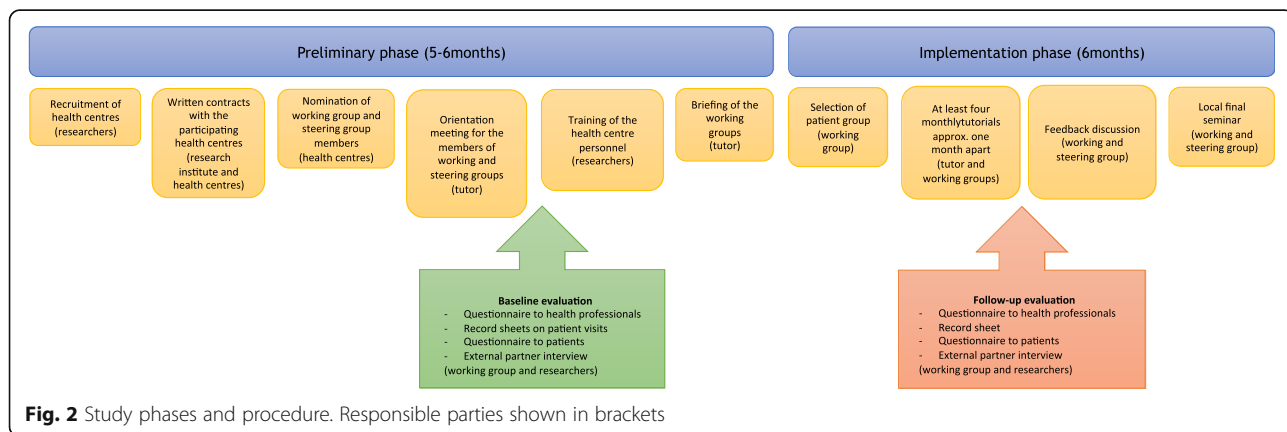 Preliminary phase (5-6months)
Implementation phase (6months)
Recruitment of
health centres
(researchers)
Written contracts
with the
participating
health centres
(research
institute and
health centres)
Nomination of
working group and
steering group
members
(health centres)
Orientation
meeting for the
members of
working and
steering groups
(tutor)
Training of the
health centre
personnel
(researchers)
Briefing of the
working
groups
(tutor)
Selection of
patient group
(working
group)
At least four
monthlytutorials
approx. one
month apart
(tutor and
working groups)
Feedback discussion
(working and
steering group)
Local final
seminar
(working and
steering group)
Baseline evaluation
- Questionnaire to health professionals
- Record sheets on patient visits
- Questionnaire to patients
- External partner interview
(working group and researchers)
Follow-up evaluation
- Questionnaire to health professionals
- Record sheet
- Questionnaire to patients
- External partner interview
(working group and researchers)
Fig. 2 Study phases and procedure. Responsible parties shown in brackets